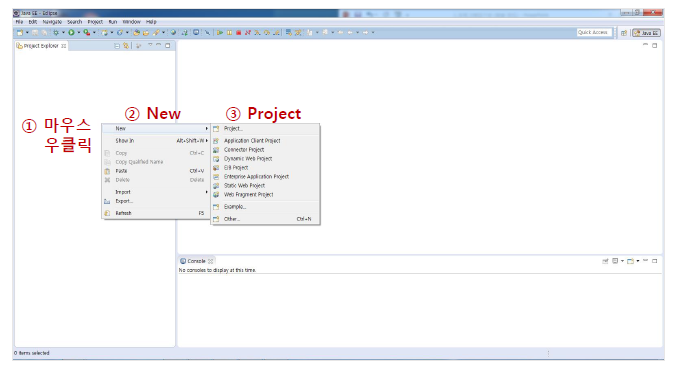 Java EE - Eclipse
File Edit Navigate Search Project Run Window Help
Quick Access
Java EE
Project Explorer
① 마우스
우클릭
② New
③ Project
New
Show In Alt+Shift+W
Copy Ctrl+C
Copy Qualified Name
Paste Ctrl+V
Delete Delete
Import
Export...
Refresh F5
Project...
Application Client Project
Connector Project
Dynamic Web Project
EJB Project
Enterprise Application Project
Static Web Project
Web Fragment Project
Example...
Other... Ctrl+N
Console
No consoles to display at this time.
0 items selected